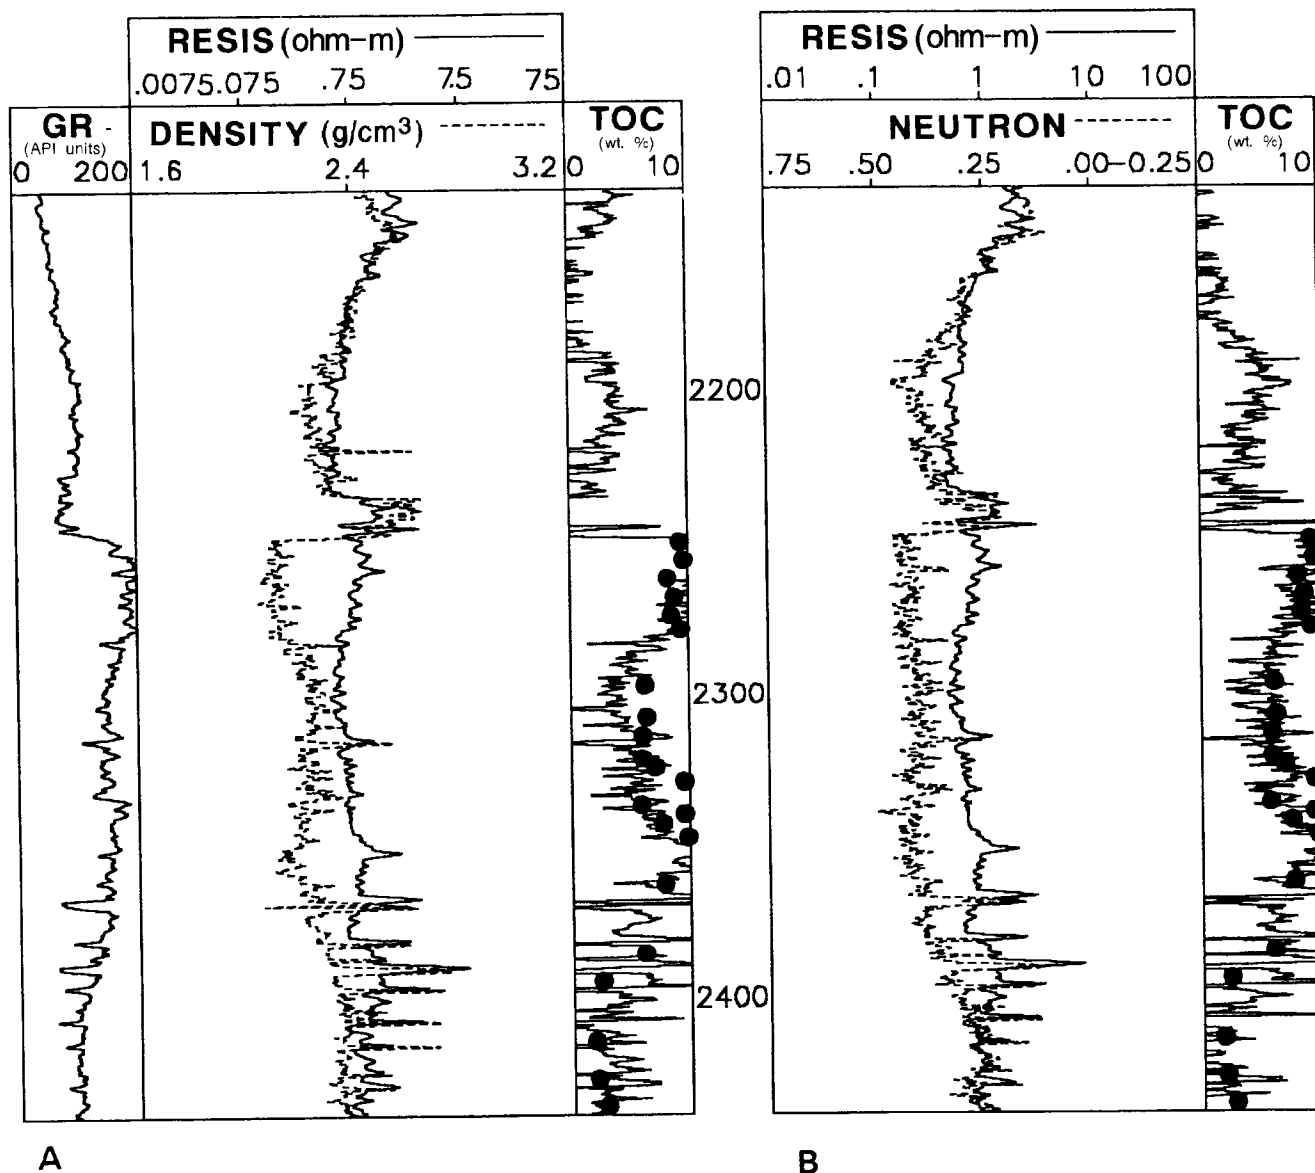 RESIS (ohm-m)
.0075 .075 .75 7.5 75
GR
(API units)
0 200
DENSITY (g/cm³)
1.6 2.4 3.2
TOC
(wt. %)
0 10
RESIS (ohm-m)
.01 .1 1 10 100
NEUTRON
.75 .50 .25 .00 -0.25
TOC
(wt. %)
0 10
2200
2300
2400
A
B